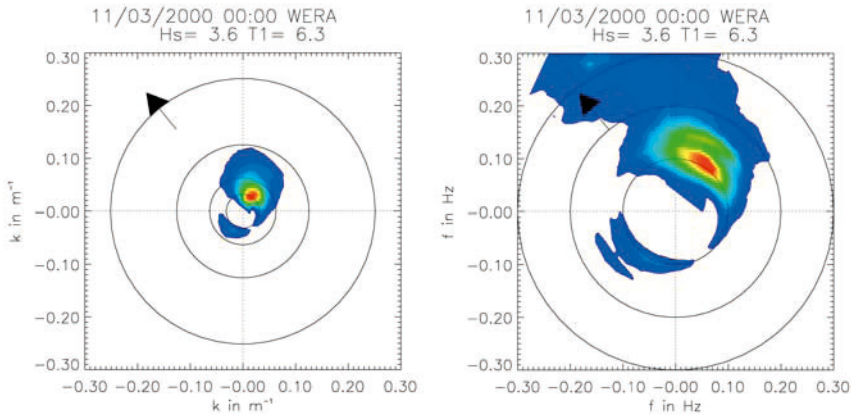 11/03/2000 00:00 WERA
Hs= 3.6 T1= 6.3
0.30
0.20
0.10
-0.00
-0.10
-0.20
-0.30
k in m⁻¹
-0.30 -0.20 -0.10 -0.00 0.10 0.20 0.30
k in m⁻¹
11/03/2000 00:00 WERA
Hs= 3.6 T1= 6.3
0.30
0.20
0.10
-0.00
-0.10
-0.20
-0.30
f in Hz
-0.30 -0.20 -0.10 0.00 0.10 0.20 0.30
f in Hz